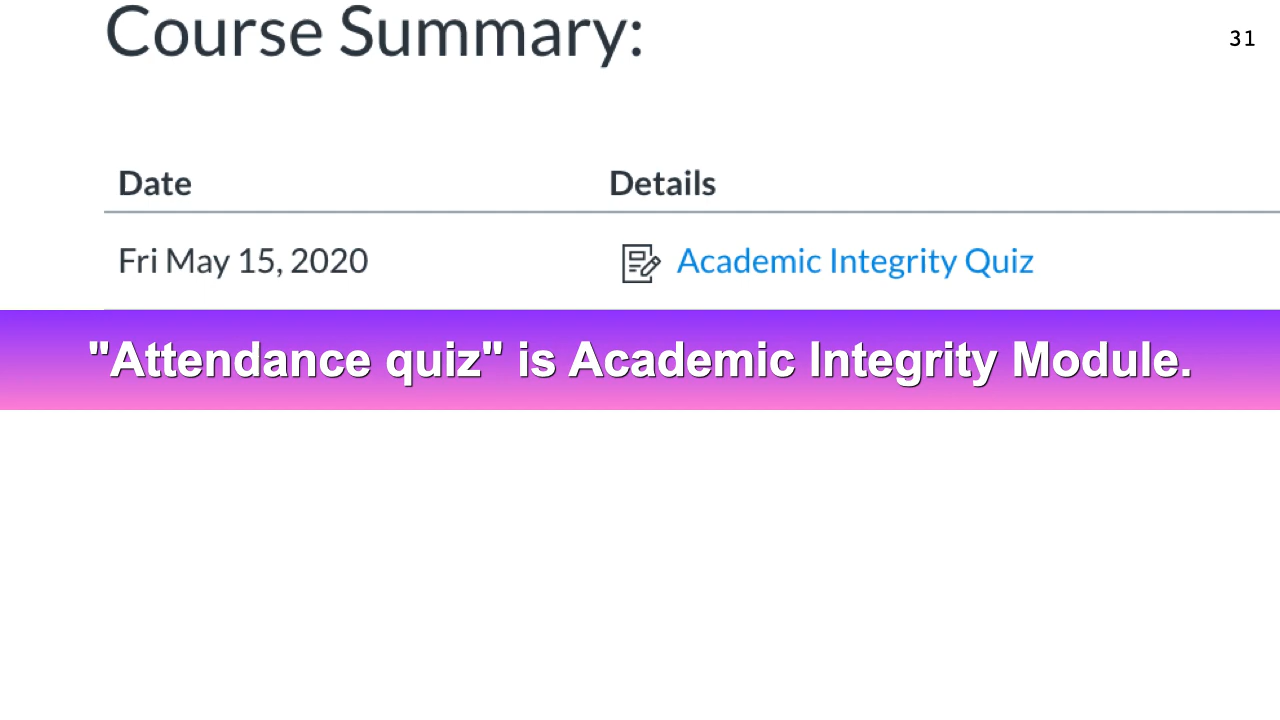 Course Summary:
31
Date Details
Fri May 15, 2020 Academic Integrity Quiz
"Attendance quiz" is Academic Integrity Module.